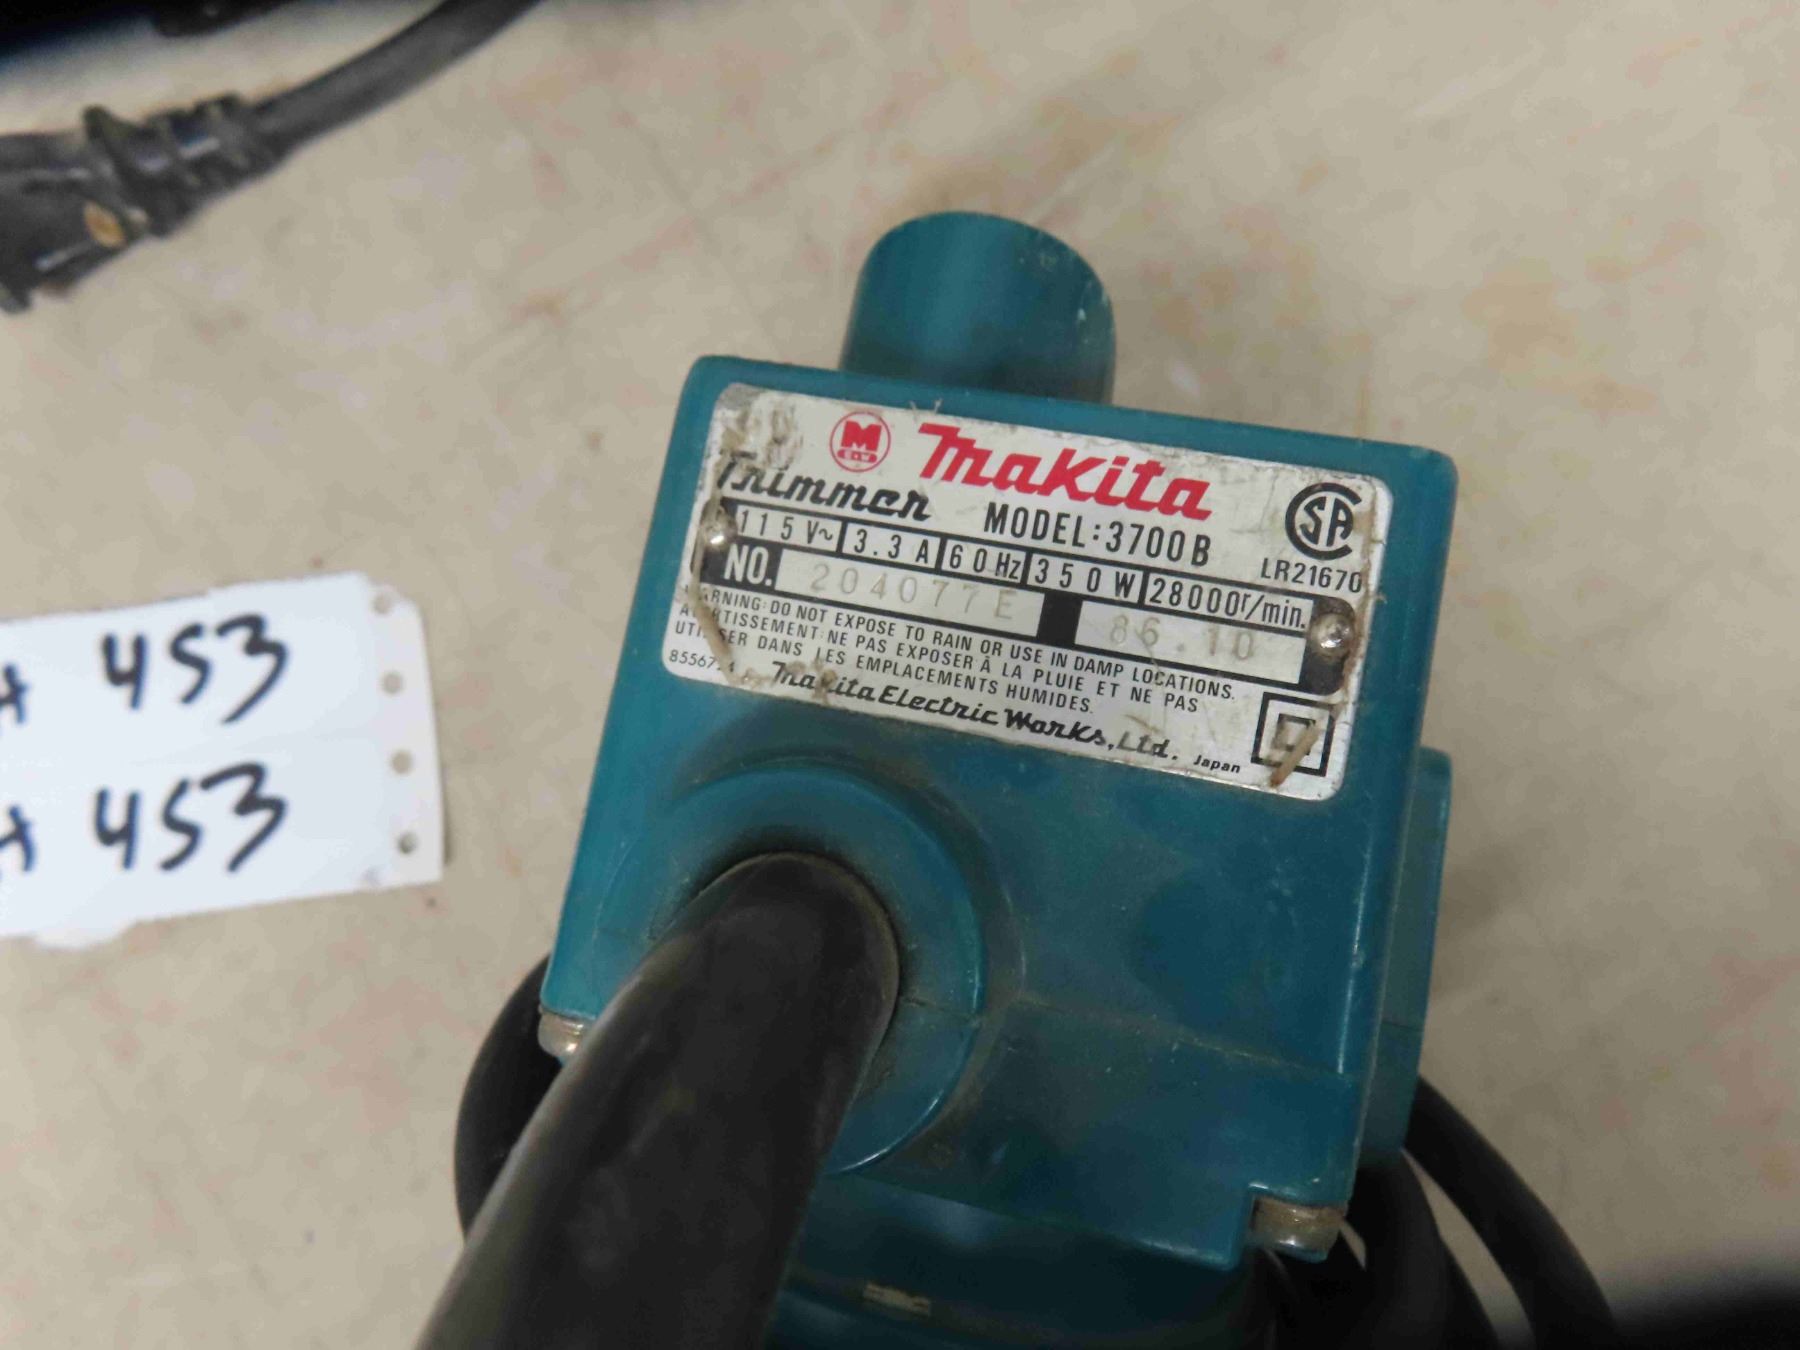 H 453
H 453
M
Makita
Trimmer MODEL:3700B
CSA
LR21670
115V~ 3.3A 60Hz 350W 28000r/min.
NO. 204077E 86.10
WARNING: DO NOT EXPOSE TO RAIN OR USE IN DAMP LOCATIONS.
AVERTISSEMENT: NE PAS EXPOSER À LA PLUIE ET NE PAS
UTILISER DANS LES EMPLACEMENTS HUMIDES.
Makita Electric Works, Ltd. Japan